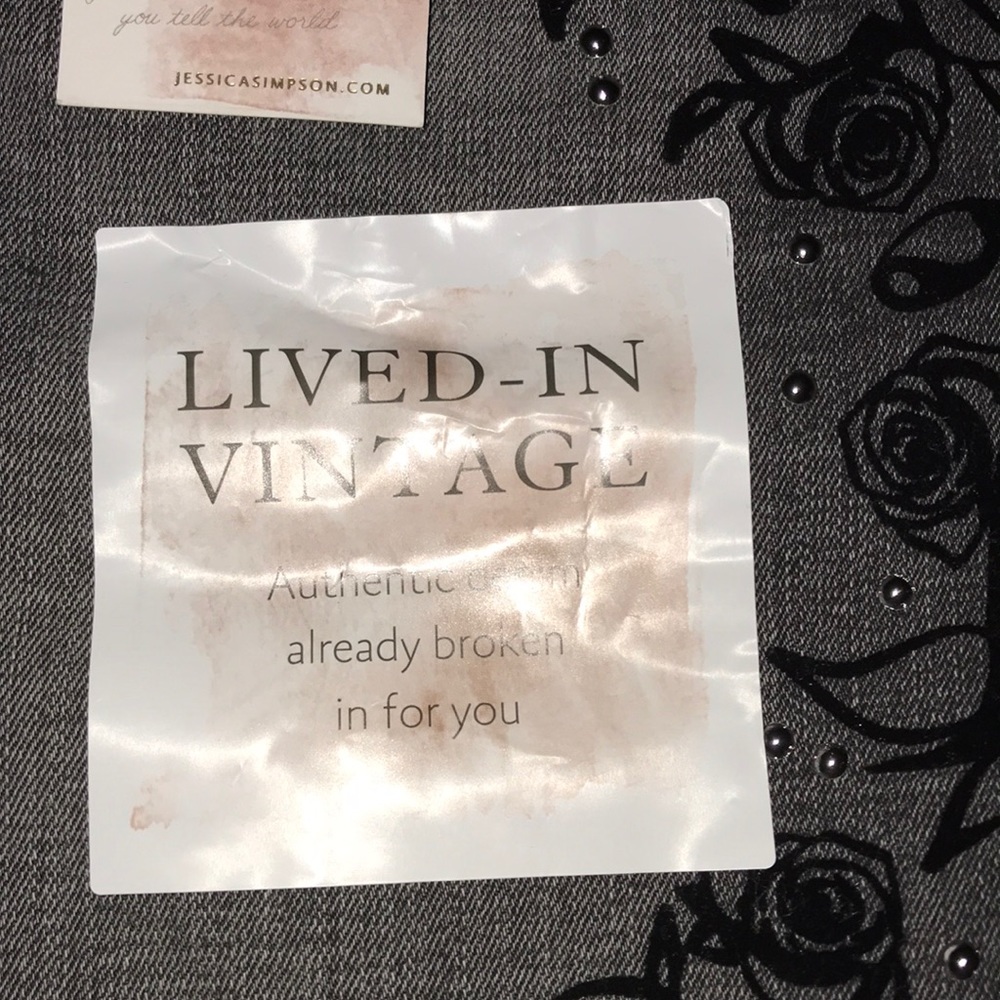 you tell the world
JESSICASIMPSON.COM
LIVED-IN
VINTAGE
Authentic
already broken
in for you